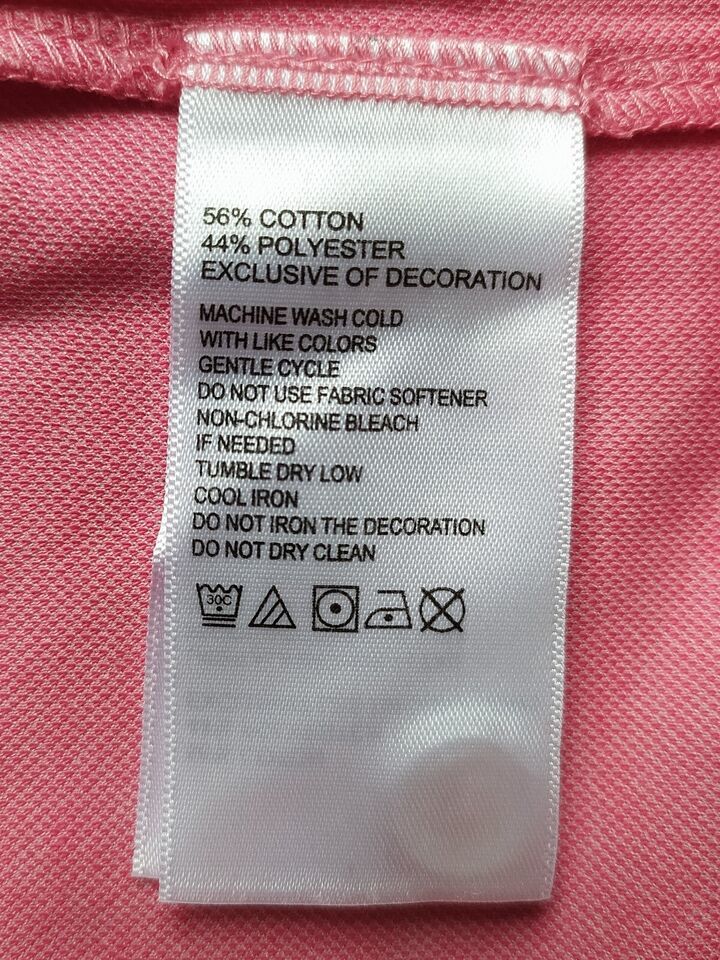 56% COTTON
44% POLYESTER
EXCLUSIVE OF DECORATION
MACHINE WASH COLD
WITH LIKE COLORS
GENTLE CYCLE
DO NOT USE FABRIC SOFTENER
NON-CHLORINE BLEACH
IF NEEDED
TUMBLE DRY LOW
COOL IRON
DO NOT IRON THE DECORATION
DO NOT DRY CLEAN
30C